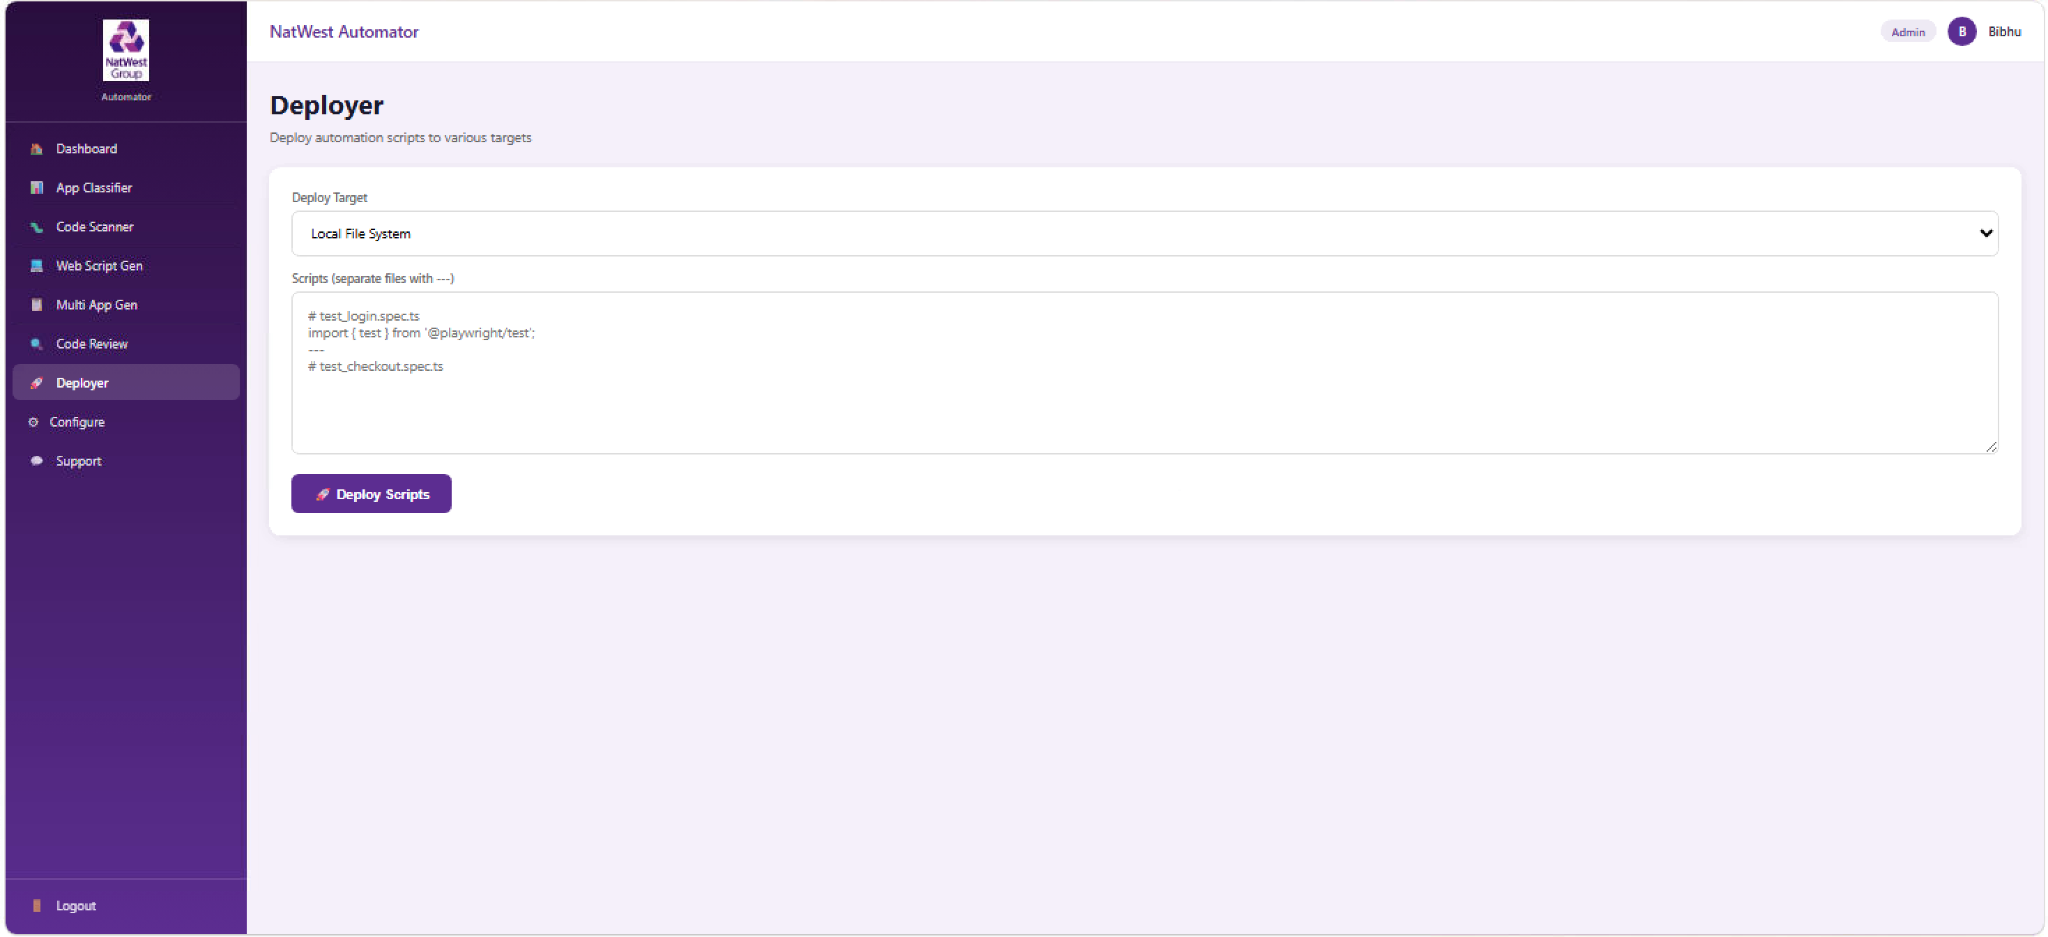 NatWest
Group
Automator
Dashboard
App Classifier
Code Scanner
Web Script Gen
Multi App Gen
Code Review
Deployer
Configure
Support
Logout
NatWest Automator
Admin
B
Bibhu
Deployer
Deploy automation scripts to various targets
Deploy Target
Local File System
Scripts (separate files with ---)
# test_login.spec.ts
import { test } from '@playwright/test';
---
# test_checkout.spec.ts
Deploy Scripts